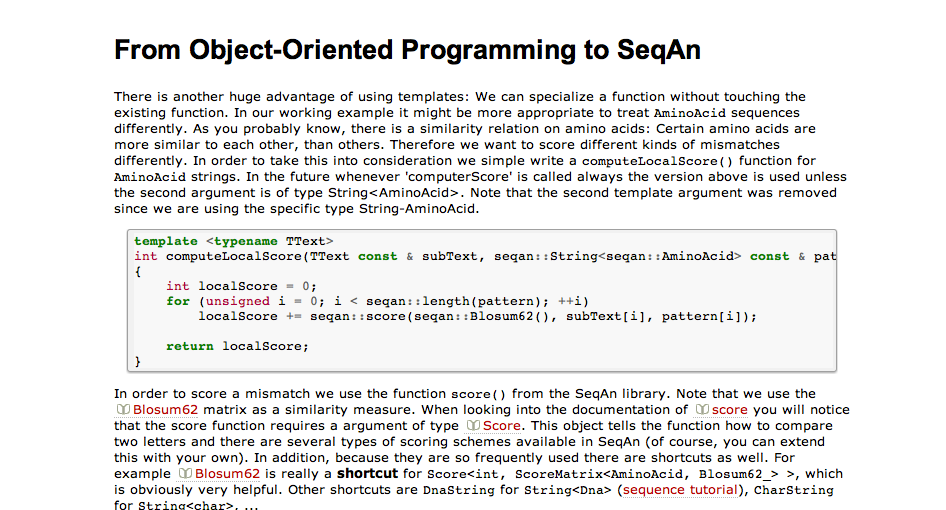 From Object-Oriented Programming to SeqAn
There is another huge advantage of using templates: We can specialize a function without touching the
existing function. In our working example it might be more appropriate to treat AminoAcid sequences
differently. As you probably know, there is a similarity relation on amino acids: Certain amino acids are
more similar to each other, than others. Therefore we want to score different kinds of mismatches
differently. In order to take this into consideration we simple write a computeLocalScore() function for
AminoAcid strings. In the future whenever 'computerScore' is called always the version above is used unless
the second argument is of type String<AminoAcid>. Note that the second template argument was removed
since we are using the specific type String-AminoAcid.
template <typename TText>
int computeLocalScore(TText const & subText, seqan::String<seqan::AminoAcid> const & pat
{
    int localScore = 0;
    for (unsigned i = 0; i < seqan::length(pattern); ++i)
        localScore += seqan::score(seqan::Blosum62(), subText[i], pattern[i]);
    return localScore;
}
In order to score a mismatch we use the function score() from the SeqAn library. Note that we use the
Blosum62 matrix as a similarity measure. When looking into the documentation of score you will notice
that the score function requires a argument of type Score. This object tells the function how to compare
two letters and there are several types of scoring schemes available in SeqAn (of course, you can extend
this with your own). In addition, because they are so frequently used there are shortcuts as well. For
example Blosum62 is really a shortcut for Score<int, ScoreMatrix<AminoAcid, Blosum62_> >, which
is obviously very helpful. Other shortcuts are DnaString for String<Dna> (sequence tutorial), CharString
for String<char>, ...